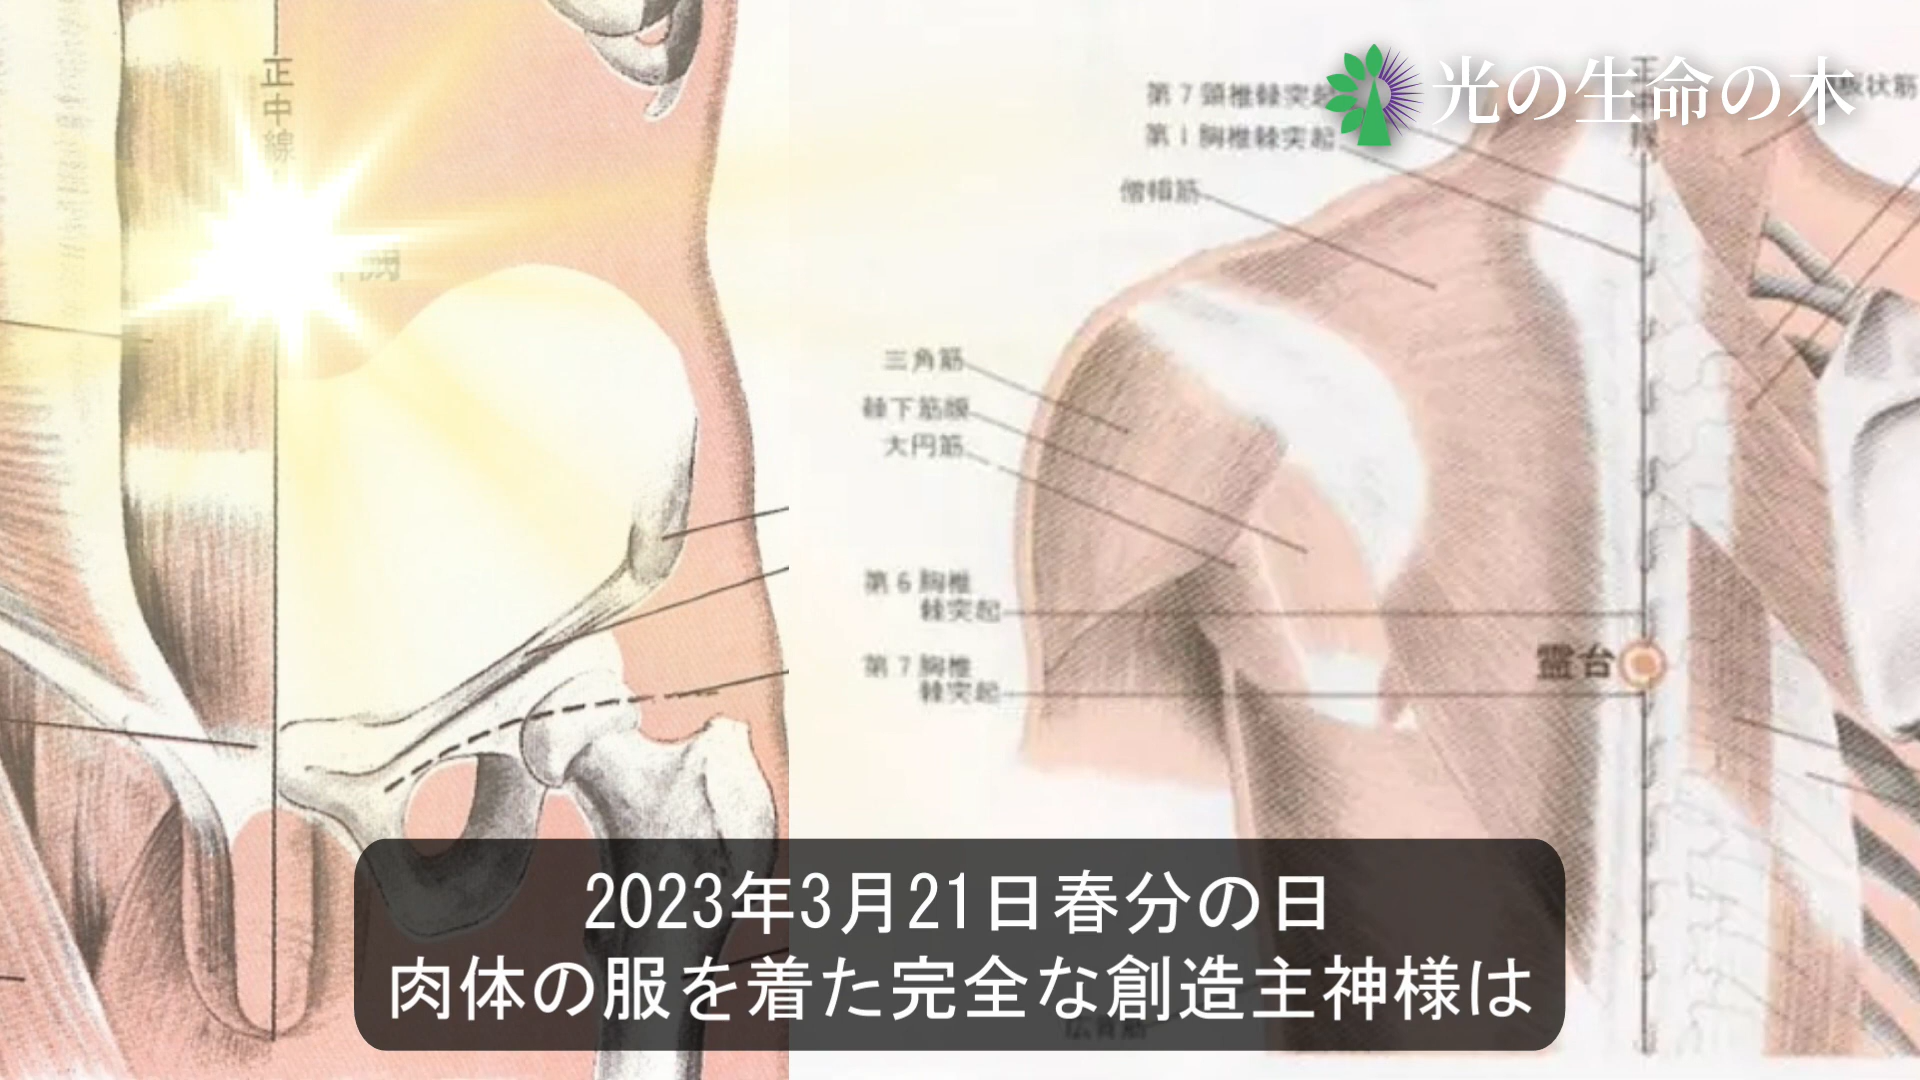 正中線
光の生命の木
第7頸椎棘突起
第1胸椎棘突起
僧帽筋
三角筋
棘下筋膜
大円筋
第6胸椎
棘突起
霊台
第7胸椎
棘突起
2023年3月21日春分の日
肉体の服を着た完全な創造主神様は